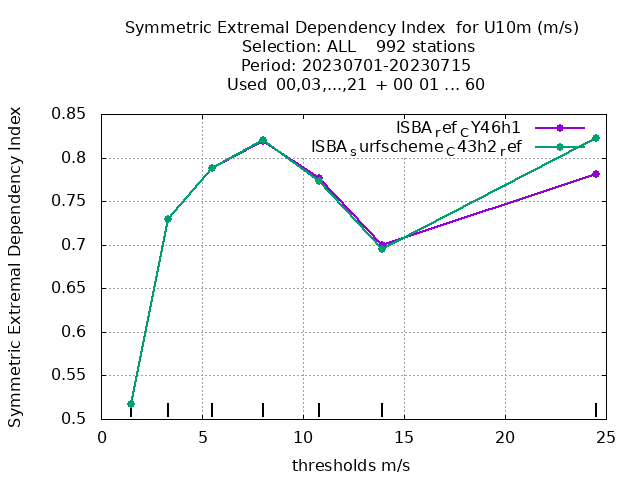 Symmetric Extremal Dependency Index for U10m (m/s)
Selection: ALL 992 stations
Period: 20230701-20230715
Used 00,03,...,21 + 00 01 ... 60
ISBA_ref_CY46h1
ISBA_surfscheme_C43h2_ref
Symmetric Extremal Dependency Index
0.85
0.8
0.75
0.7
0.65
0.6
0.55
0.5
0
5
10
15
20
25
thresholds m/s